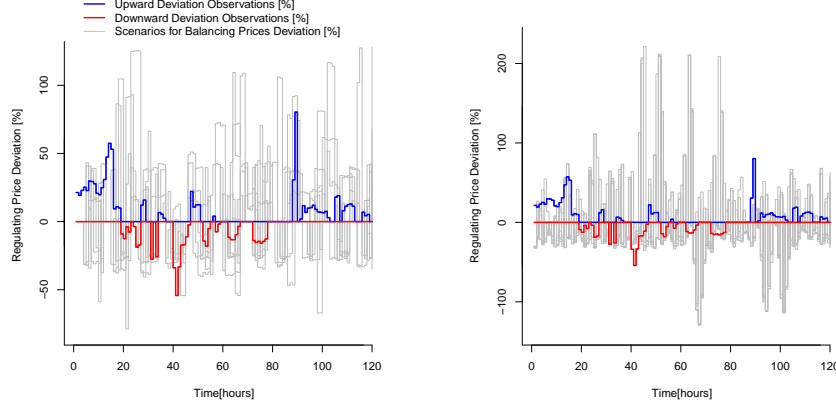 Upward Deviation Observations [%]
Downward Deviation Observations [%]
Scenarios for Balancing Prices Deviation [%]
Regulating Price Deviation [%]
100
50
0
−50
0 20 40 60 80 100 120
Time[hours]
Regulating Price Deviation [%]
200
100
0
−100
0 20 40 60 80 100 120
Time[hours]